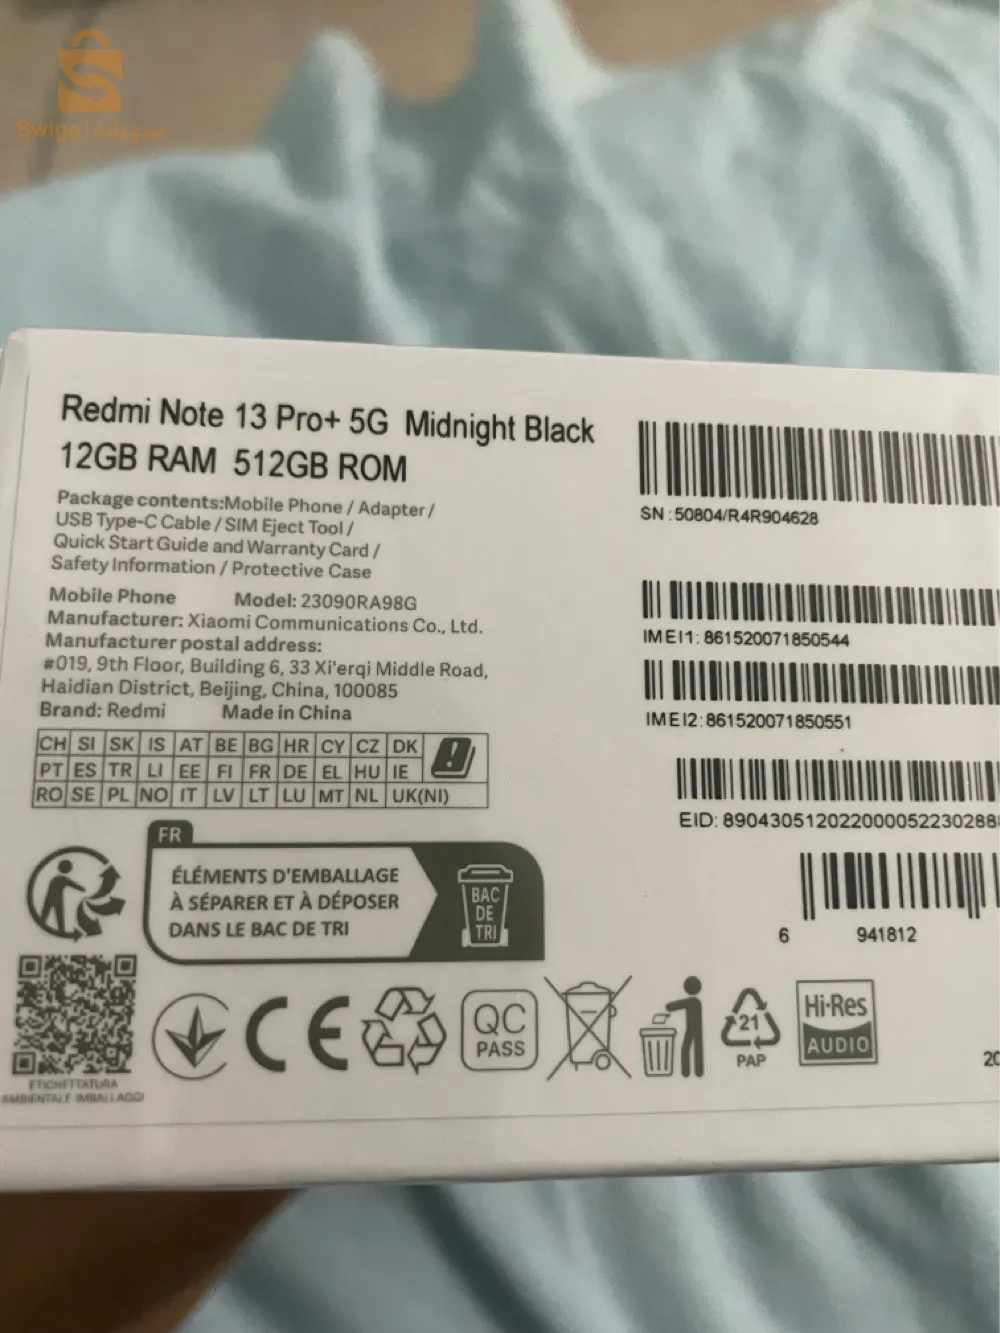 Swiga | سويقة
Redmi Note 13 Pro+ 5G Midnight Black
12GB RAM 512GB ROM
Package contents:Mobile Phone / Adapter /
USB Type-C Cable / SIM Eject Tool /
Quick Start Guide and Warranty Card /
Safety Information / Protective Case
Mobile Phone Model: 23090RA98G
Manufacturer: Xiaomi Communications Co., Ltd.
Manufacturer postal address:
#019, 9th Floor, Building 6, 33 Xi'erqi Middle Road,
Haidian District, Beijing, China, 100085
Brand: Redmi Made in China
CH SI SK IS AT BE BG HR CY CZ DK
PT ES TR LI EE FI FR DE EL HU IE
RO SE PL NO IT LV LT LU MT NL UK(NI)
SN:50804/R4R904628
IMEI1:861520071850544
IMEI2:861520071850551
EID: 890430512022000052230288
6 941812
FR
ÉLÉMENTS D'EMBALLAGE
À SÉPARER ET À DÉPOSER
DANS LE BAC DE TRI
BAC
DE
TRI
ETICHETTATURA
AMBIENTALE IMBALLAGGI
CE
QC
PASS
21
PAP
Hi-Res
AUDIO
20